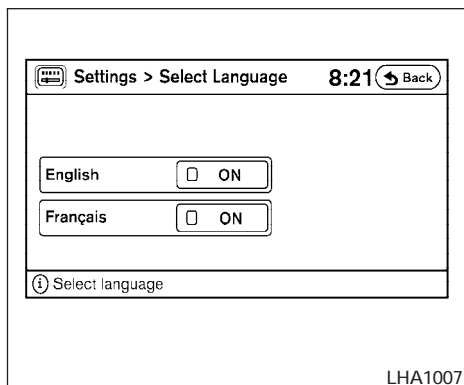 Settings > Select Language 8:21 Back
English ON
Français ON
i Select language
LHA1007